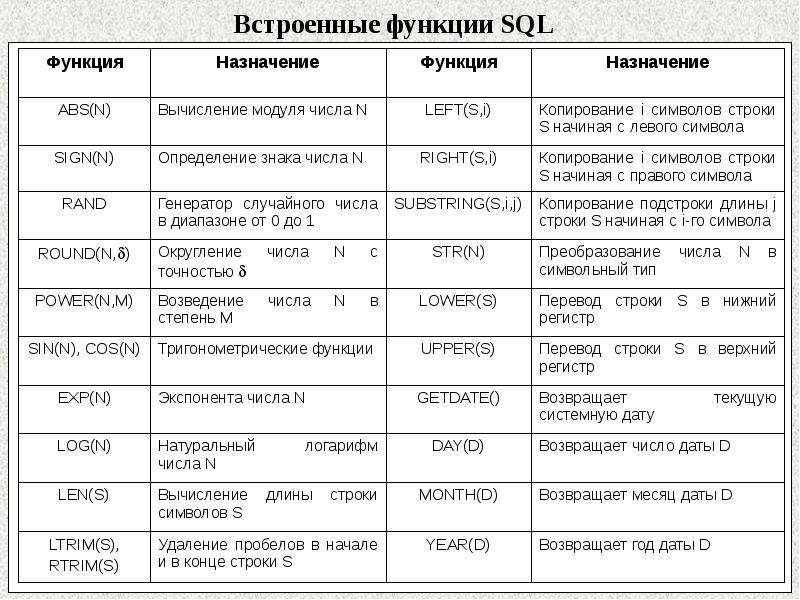 Встроенные функции SQL
Функция Назначение Функция Назначение
ABS(N) Вычисление модуля числа N LEFT(S,i) Копирование i символов строки
S начиная с левого символа
SIGN(N) Определение знака числа N RIGHT(S,i) Копирование i символов строки
S начиная с правого символа
RAND Генератор случайного числа SUBSTRING(S,i,j) Копирование подстроки длины j
в диапазоне от 0 до 1 строки S начиная с i-го символа
ROUND(N,δ) Округление числа N с STR(N) Преобразование числа N в
точностью δ символьный тип
POWER(N,M) Возведение числа N в LOWER(S) Перевод строки S в нижний
степень M регистр
SIN(N), COS(N) Тригонометрические функции UPPER(S) Перевод строки S в верхний
регистр
EXP(N) Экспонента числа N GETDATE() Возвращает текущую
системную дату
LOG(N) Натуральный логарифм DAY(D) Возвращает число даты D
числа N
LEN(S) Вычисление длины строки MONTH(D) Возвращает месяц даты D
символов S
LTRIM(S), Удаление пробелов в начале YEAR(D) Возвращает год даты D
RTRIM(S) и в конце строки S